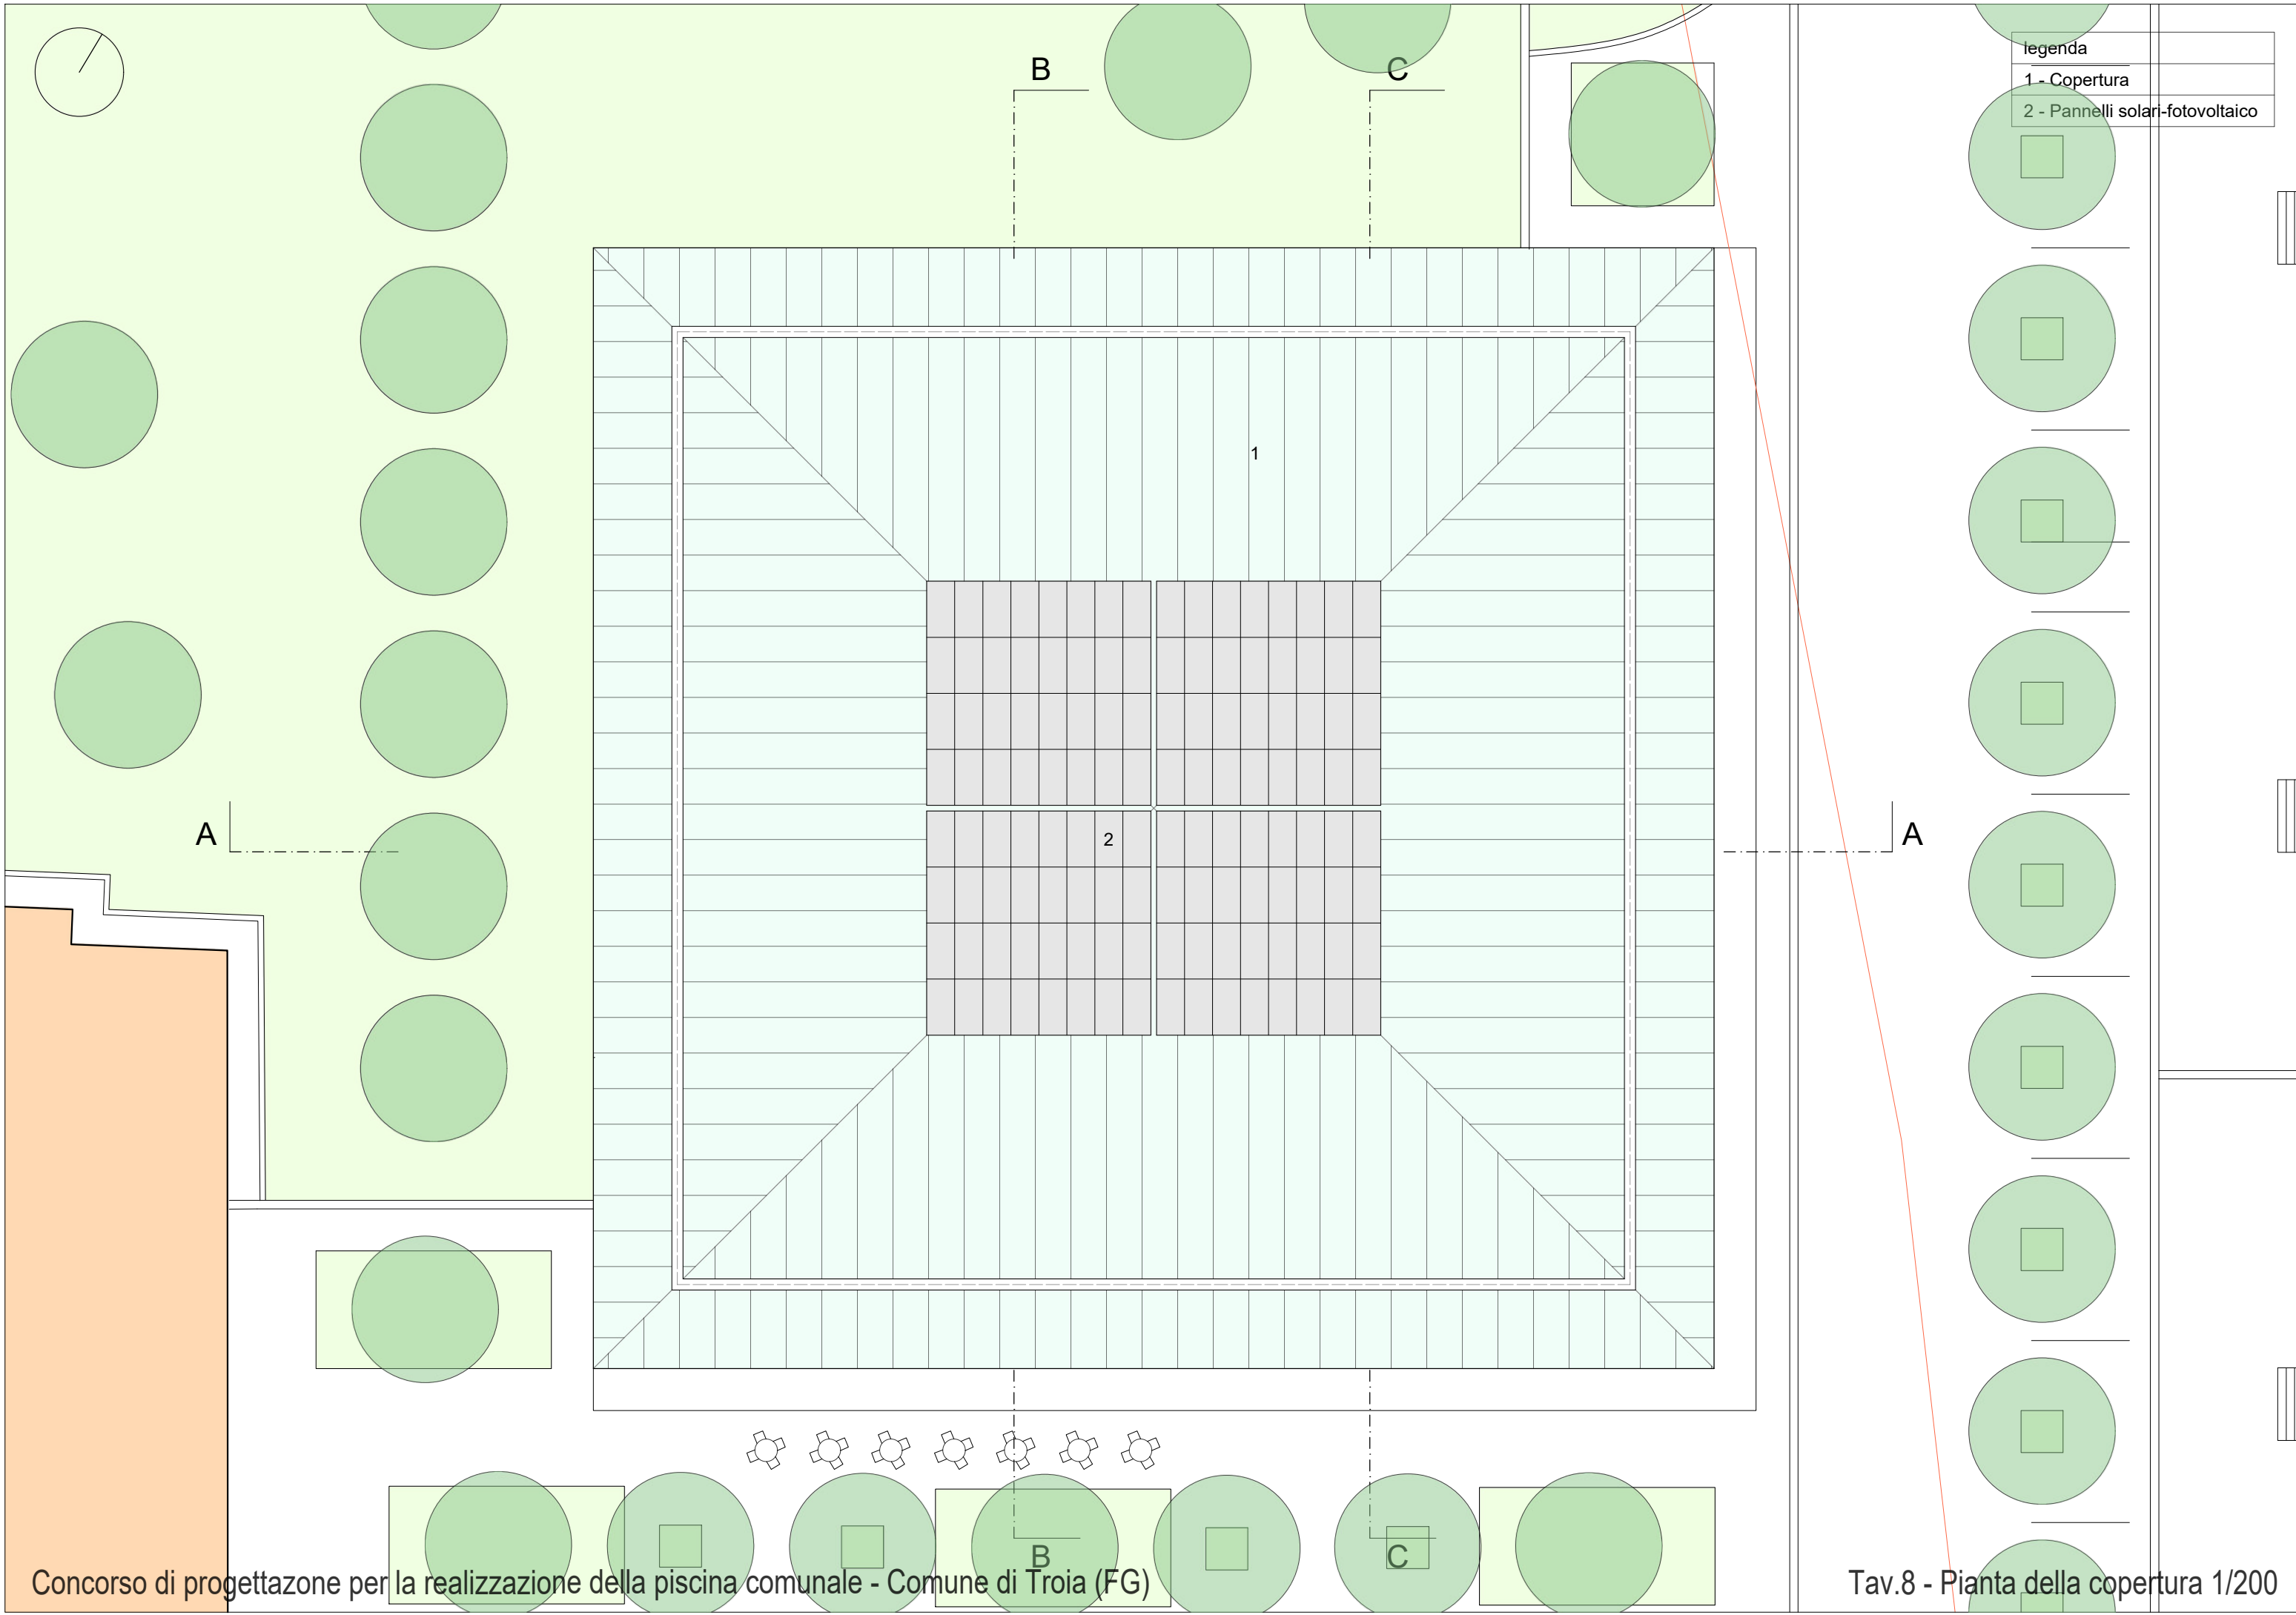 B
C
legenda
1 - Copertura
2 - Pannelli solari-fotovoltaico
1
2
A
A
B
C
Concorso di progettazone per la realizzazione della piscina comunale - Comune di Troia (FG)
Tav.8 - Pianta della copertura 1/200